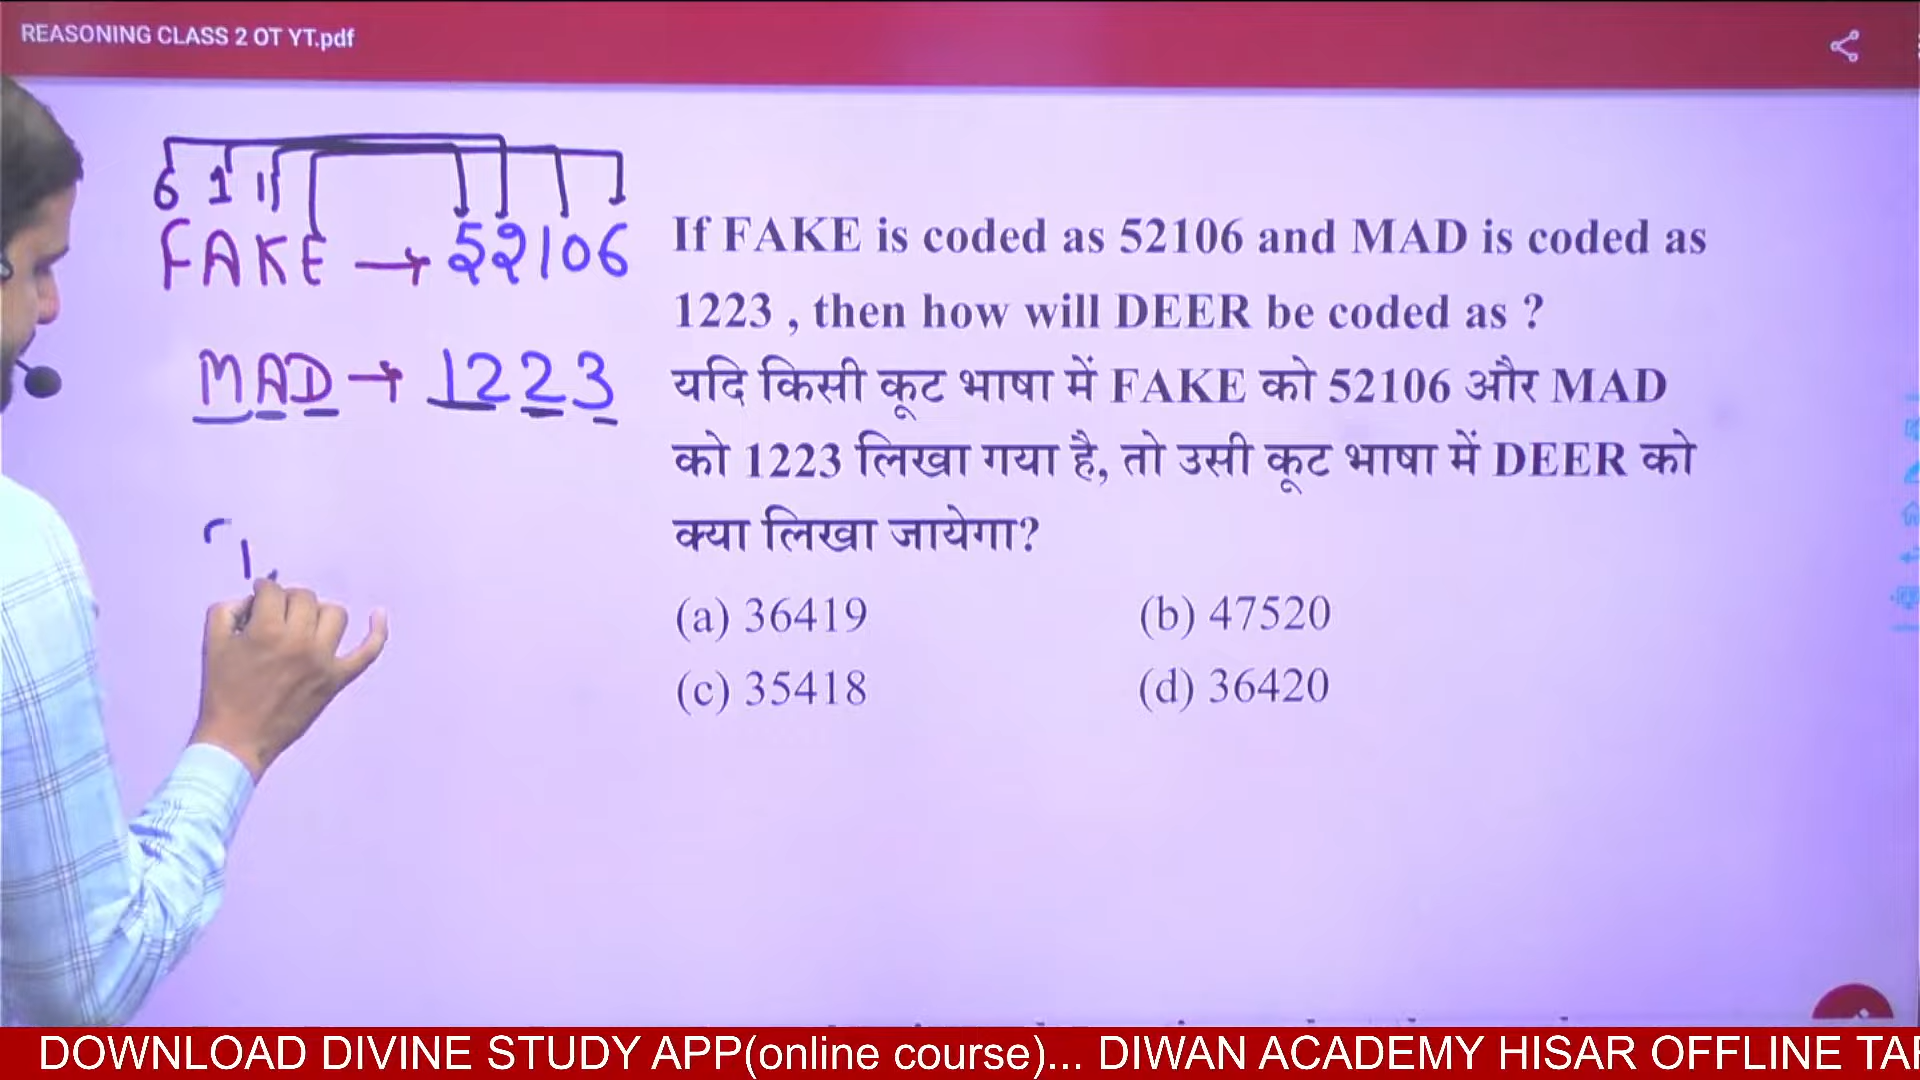 REASONING CLASS 2 OT YT.pdf
6 1 11
FAKE → 52106
MAD → 1223
If FAKE is coded as 52106 and MAD is coded as
1223 , then how will DEER be coded as ?
यदि किसी कूट भाषा में FAKE को 52106 और MAD
को 1223 लिखा गया है, तो उसी कूट भाषा में DEER को
क्या लिखा जायेगा?
(a) 36419 (b) 47520
(c) 35418 (d) 36420
DOWNLOAD DIVINE STUDY APP(online course)... DIWAN ACADEMY HISAR OFFLINE